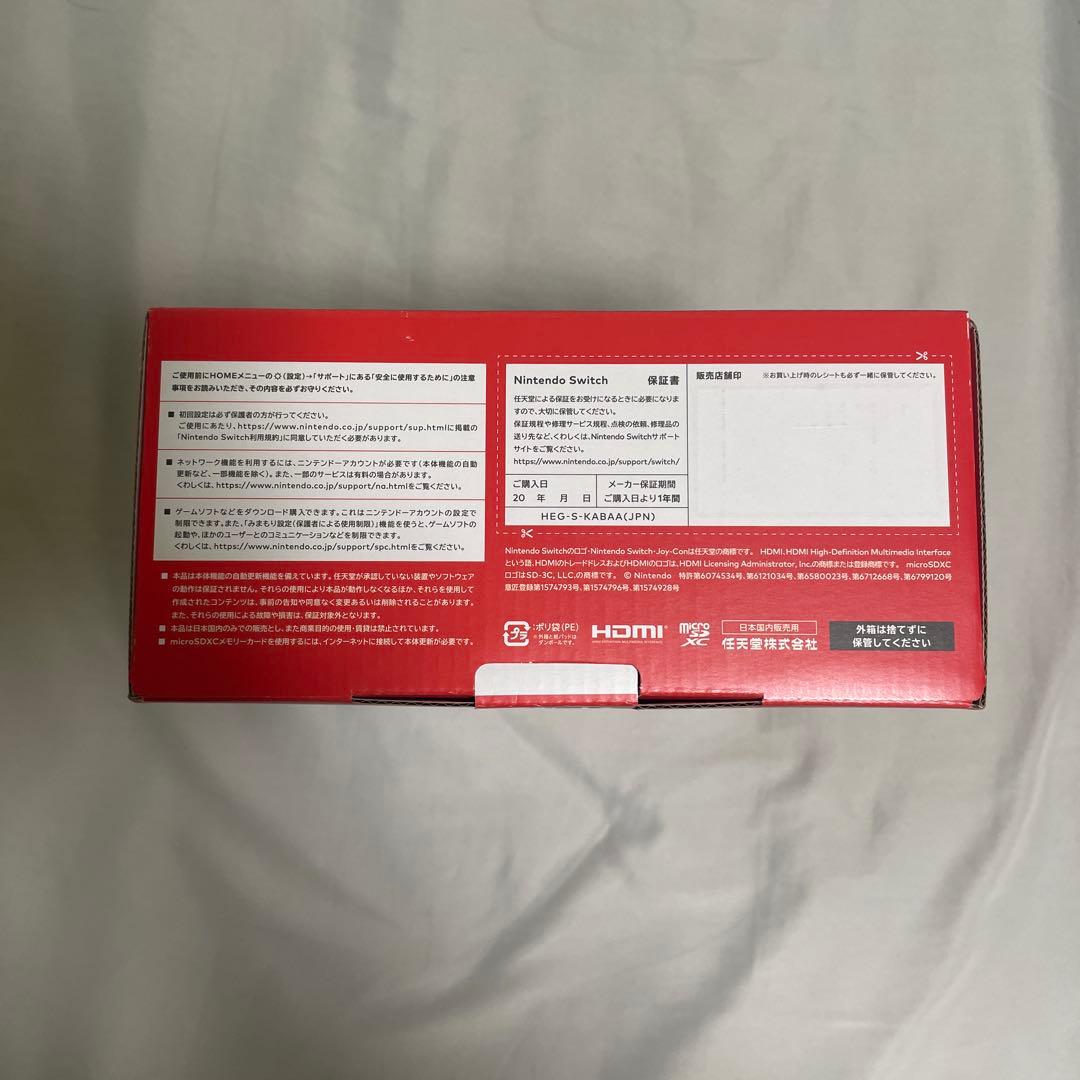 ご使用前にHOMEメニューの(設定)→「サポート」にある「安全に使用するために」の注意
事項をお読みいただき、その内容を必ずお守りください。
■ 初回設定は必ず保護者の方が行ってください。
ご使用にあたり、https://www.nintendo.co.jp/support/sup.htmlに掲載の
「Nintendo Switch利用規約」に同意していただく必要があります。
■ ネットワーク機能を利用するには、ニンテンドーアカウントが必要です(本体機能の自動
更新など、一部機能を除く)。また、一部のサービスは有料の場合があります。
くわしくは、https://www.nintendo.co.jp/support/na.htmlをご覧ください。
■ ゲームソフトなどをダウンロード購入できます。これはニンテンドーアカウントの設定で
制限できます。また、「みまもり設定(保護者による使用制限)」機能を使うと、ゲームソフトの
起動や、ほかのユーザーとのコミュニケーションなどを制限できます。
くわしくは、https://www.nintendo.co.jp/support/spc.htmlをご覧ください。
■ 本品は本体機能の自動更新機能を備えています。任天堂が承認していない装置やソフトウェア
の動作は保証されません。それらの使用により本品が動作しなくなるほか、それらを使用して
作成されたコンテンツは、事前の告知や同意なく変更あるいは削除されることがあります。
また、それらの使用による故障や損害は、保証対象外となります。
■ 本品は日本国内のみでの販売とし、また商業目的の使用・賃貸は禁止されています。
■ microSDXCメモリーカードを使用するには、インターネットに接続して本体更新が必要です。
Nintendo Switch 保証書
任天堂による保証をお受けになるときに必要になりま
すので、大切に保管してください。
保証規程や修理サービス規程、点検の依頼、修理品の
送り先など、くわしくは、Nintendo Switchサポート
サイトをご覧ください。
https://www.nintendo.co.jp/support/switch/
ご購入日
20 年 月 日
メーカー保証期間
ご購入日より1年間
HEG-S-KABAA(JPN)
販売店舗印 ※お買い上げ時のレシートも必ず一緒に保管してください。
Nintendo Switchのロゴ・Nintendo Switch・Joy-Conは任天堂の商標です。 HDMI、HDMI High-Definition Multimedia Interface
という語、HDMIのトレードドレスおよびHDMIのロゴは、HDMI Licensing Administrator, Inc.の商標または登録商標です。 microSDXC
ロゴはSD-3C, LLC.の商標です。 © Nintendo 特許第6074534号、第6121034号、第6580023号、第6712668号、第6799120号
意匠登録第1574793号、第1574796号、第1574928号
プラ
:ポリ袋(PE)
※外箱と紙パッドは
ダンボールです。
HDMI
HIGH-DEFINITION MULTIMEDIA INTERFACE
micro
SD
XC
日本国内販売用
任天堂株式会社
外箱は捨てずに
保管してください